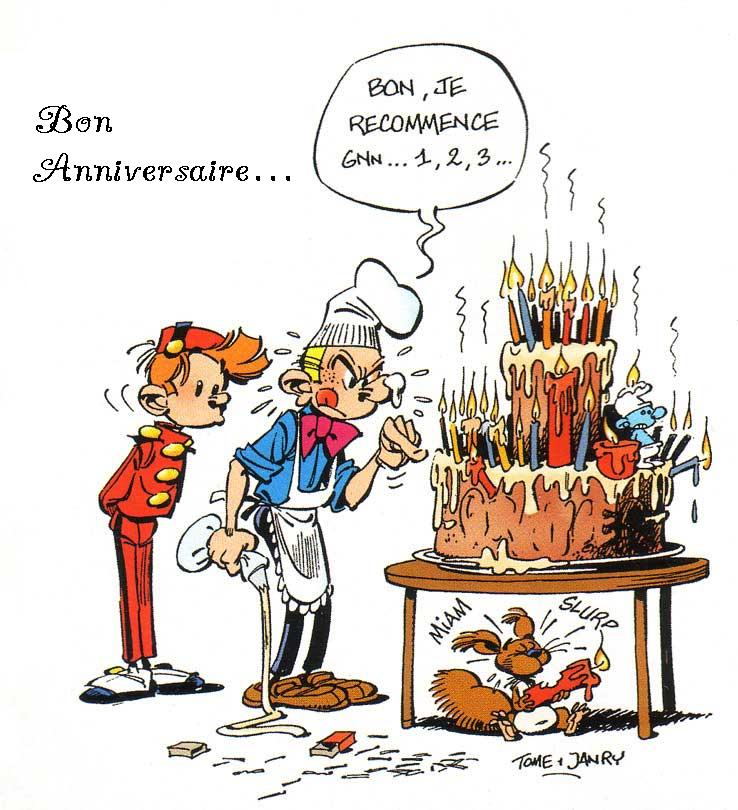 Bon
Anniversaire...
BON, JE
RECOMMENCE
GNN... 1, 2, 3...
MIAM
SLURP
TOME + JANRY